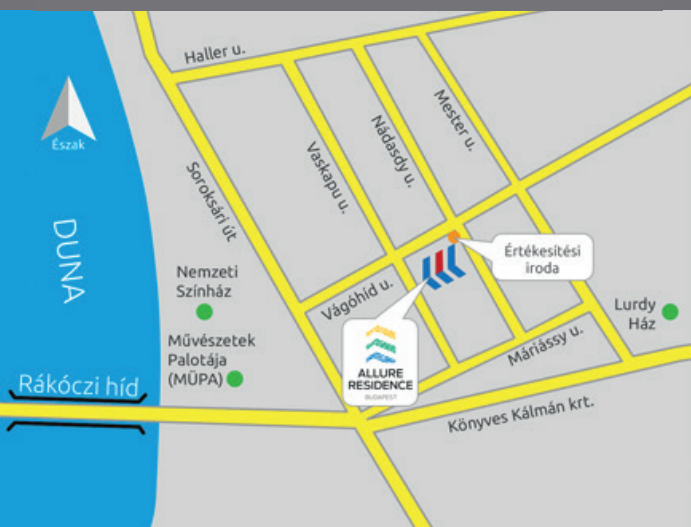 Haller u.
Észak
Mester u.
Nádasdy u.
Vaskapu u.
Soroksári út
DUNA
Értékesítési
iroda
Nemzeti
Színház
Vágóhíd u.
Lurdy
Ház
Művészetek
Palotája
(MÜPA)
Máriássy u.
ALLURE
RESIDENCE
BUDAPEST
Rákóczi híd
Könyves Kálmán krt.